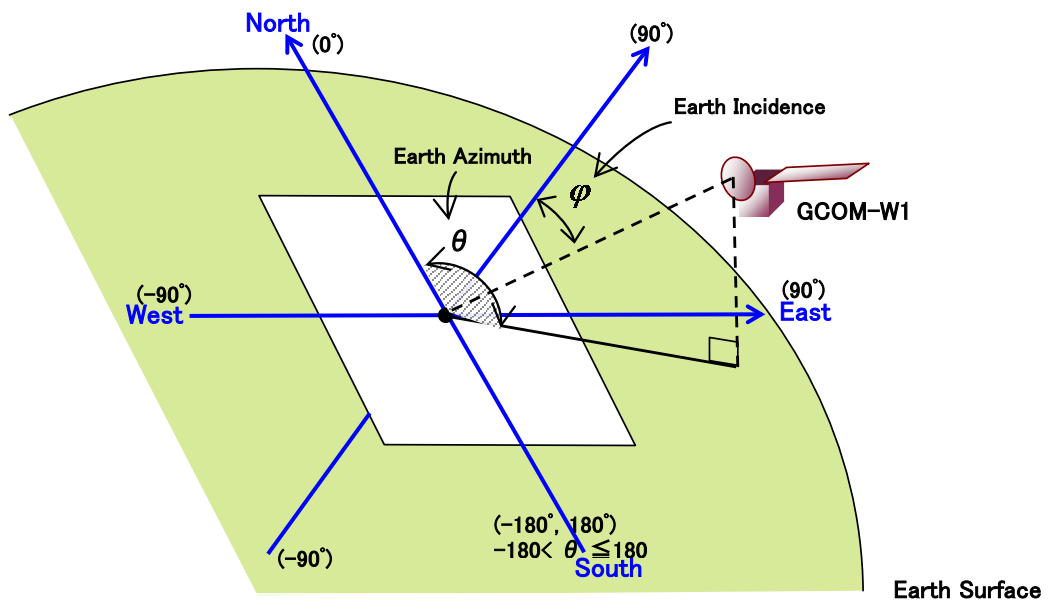 North
(0°)
(90°)
Earth Incidence
Earth Azimuth
φ
GCOM-W1
θ
(-90°)
West
(90°)
East
(-180°, 180°)
-180< θ ≦180
South
(-90°)
Earth Surface